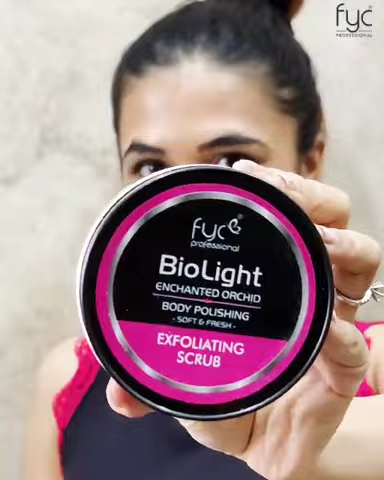 fyc®
PROFESSIONAL
fyc®
professional
BioLight
ENCHANTED ORCHID
BODY POLISHING
- SOFT & FRESH -
EXFOLIATING
SCRUB